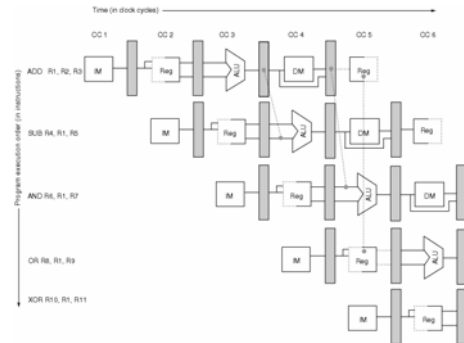 Time (in clock cycles)
CC 1 CC 2 CC 3 CC 4 CC 5 CC 6
Program execution order (in instructions)
ADD R1, R2, R3 IM Reg ALU DM Reg
SUB R4, R1, R5 IM Reg ALU DM Reg
AND R6, R1, R7 IM Reg ALU DM
OR R8, R1, R9 IM Reg ALU
XOR R10, R1, R11 IM Reg